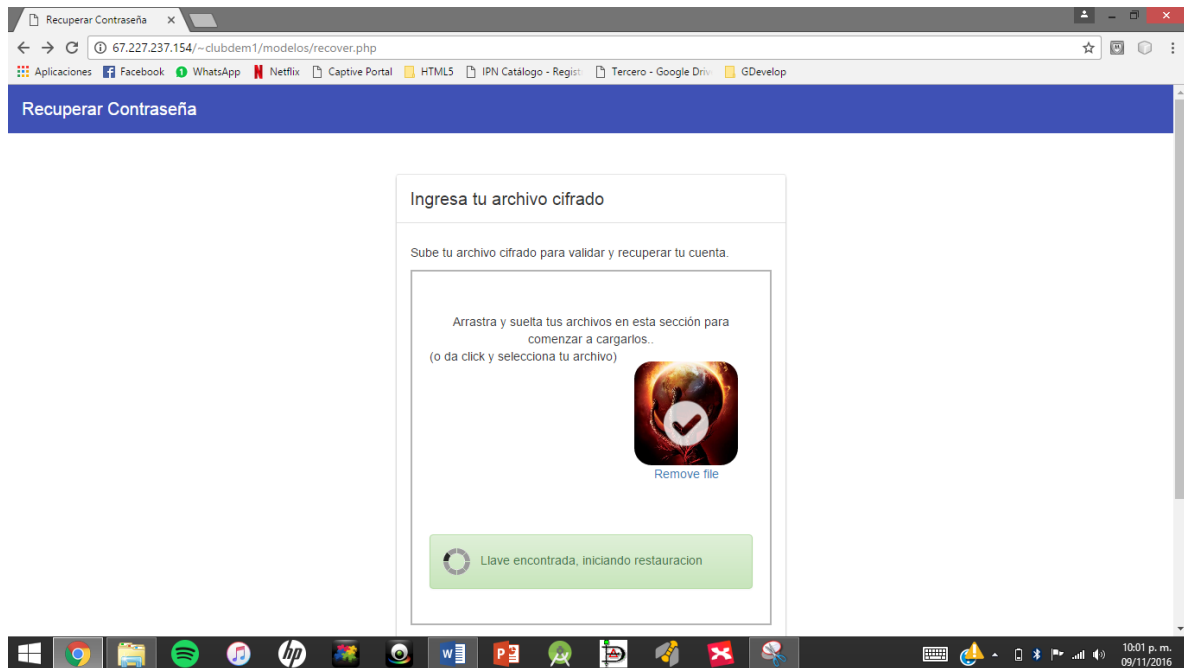 Recuperar Contraseña
67.227.237.154/~clubdem1/modelos/recover.php
Aplicaciones Facebook WhatsApp Netflix Captive Portal HTML5 IPN Catálogo - Regist Tercero - Google Driv GDevelop
Recuperar Contraseña
Ingresa tu archivo cifrado
Sube tu archivo cifrado para validar y recuperar tu cuenta.
Arrastra y suelta tus archivos en esta sección para
comenzar a cargarlos..
(o da click y selecciona tu archivo)
Remove file
Llave encontrada, iniciando restauracion
10:01 p. m.
09/11/2016